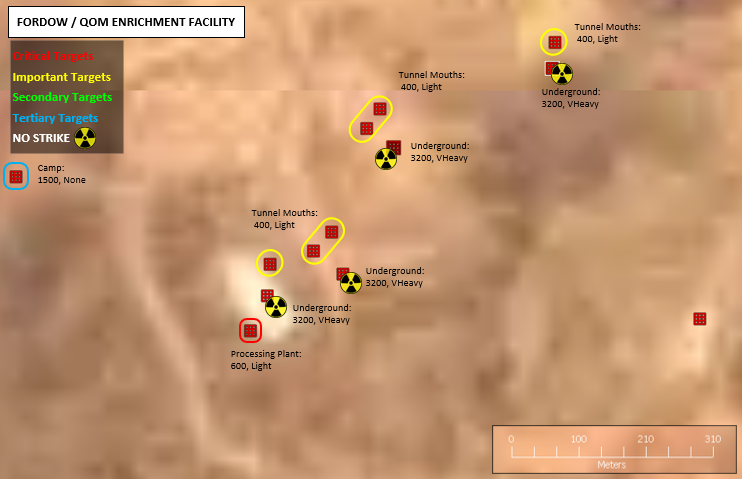 FORDOW / QOM ENRICHMENT FACILITY
Critical Targets
Important Targets
Secondary Targets
Tertiary Targets
NO STRIKE
Tunnel Mouths:
400, Light
Underground:
3200, VHeavy
Tunnel Mouths:
400, Light
Underground:
3200, VHeavy
Camp:
1500, None
Tunnel Mouths:
400, Light
Underground:
3200, VHeavy
Underground:
3200, VHeavy
Processing Plant:
600, Light
0 100 210 310
Meters